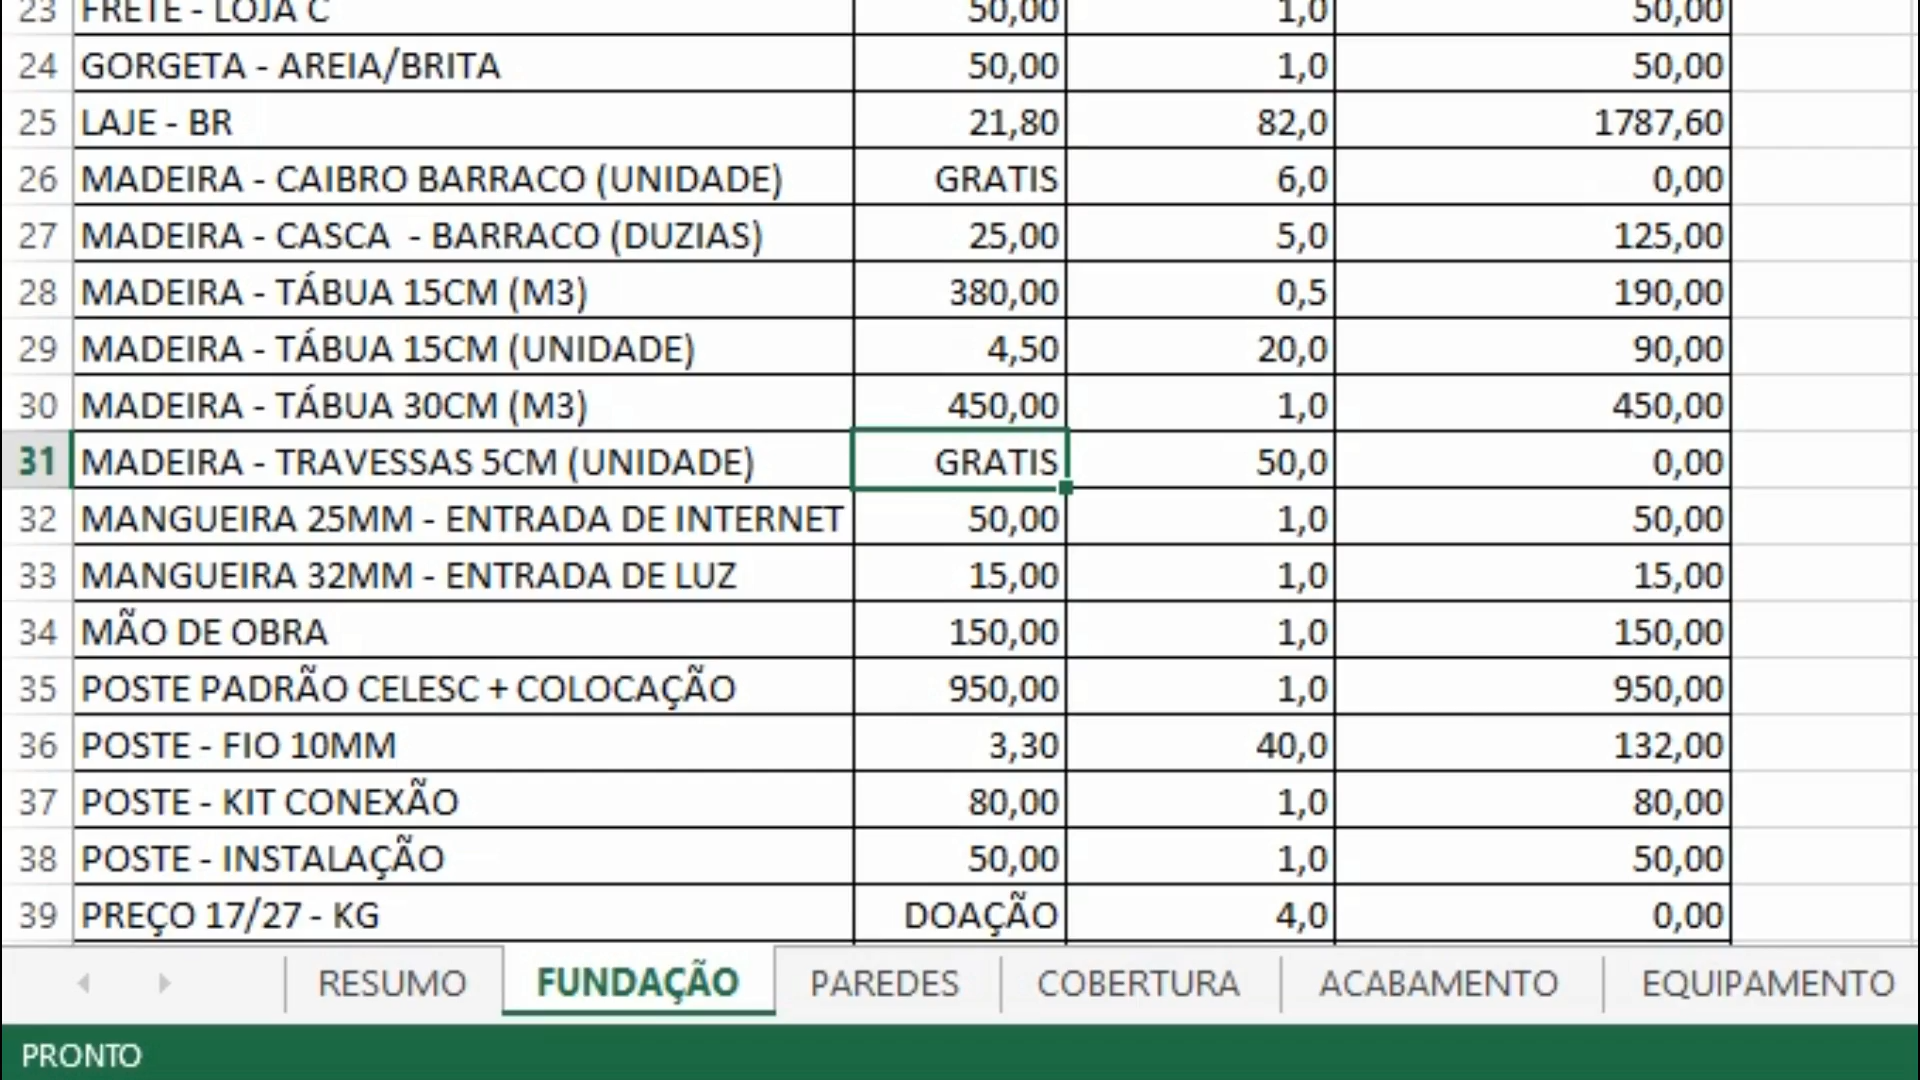 23 FRETE - LOJA C 50,00 1,0 50,00
24 GORGETA - AREIA/BRITA 50,00 1,0 50,00
25 LAJE - BR 21,80 82,0 1787,60
26 MADEIRA - CAIBRO BARRACO (UNIDADE) GRATIS 6,0 0,00
27 MADEIRA - CASCA  - BARRACO (DUZIAS) 25,00 5,0 125,00
28 MADEIRA - TÁBUA 15CM (M3) 380,00 0,5 190,00
29 MADEIRA - TÁBUA 15CM (UNIDADE) 4,50 20,0 90,00
30 MADEIRA - TÁBUA 30CM (M3) 450,00 1,0 450,00
31 MADEIRA - TRAVESSAS 5CM (UNIDADE) GRATIS 50,0 0,00
32 MANGUEIRA 25MM - ENTRADA DE INTERNET 50,00 1,0 50,00
33 MANGUEIRA 32MM - ENTRADA DE LUZ 15,00 1,0 15,00
34 MÃO DE OBRA 150,00 1,0 150,00
35 POSTE PADRÃO CELESC + COLOCAÇÃO 950,00 1,0 950,00
36 POSTE - FIO 10MM 3,30 40,0 132,00
37 POSTE - KIT CONEXÃO 80,00 1,0 80,00
38 POSTE - INSTALAÇÃO 50,00 1,0 50,00
39 PREÇO 17/27 - KG DOAÇÃO 4,0 0,00
RESUMO FUNDAÇÃO PAREDES COBERTURA ACABAMENTO EQUIPAMENTO
PRONTO